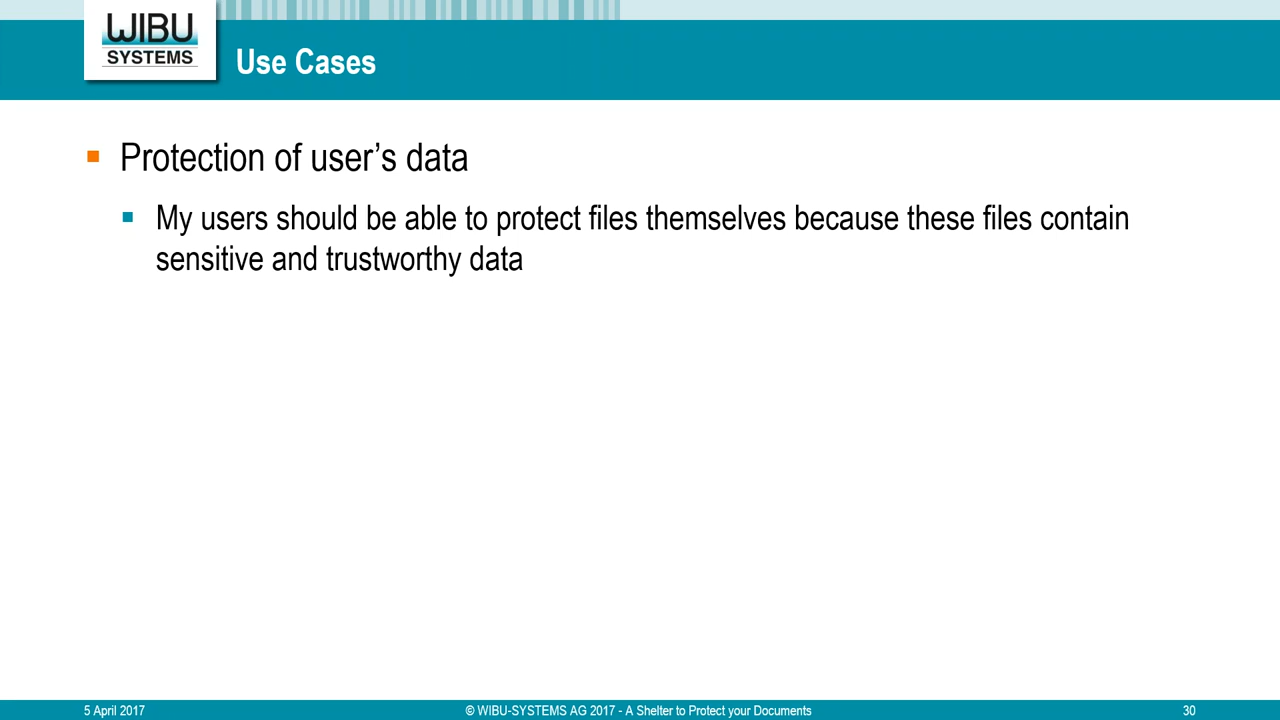 WIBU
SYSTEMS
Use Cases
Protection of user’s data
My users should be able to protect files themselves because these files contain
sensitive and trustworthy data
5 April 2017
© WIBU-SYSTEMS AG 2017 - A Shelter to Protect your Documents
30